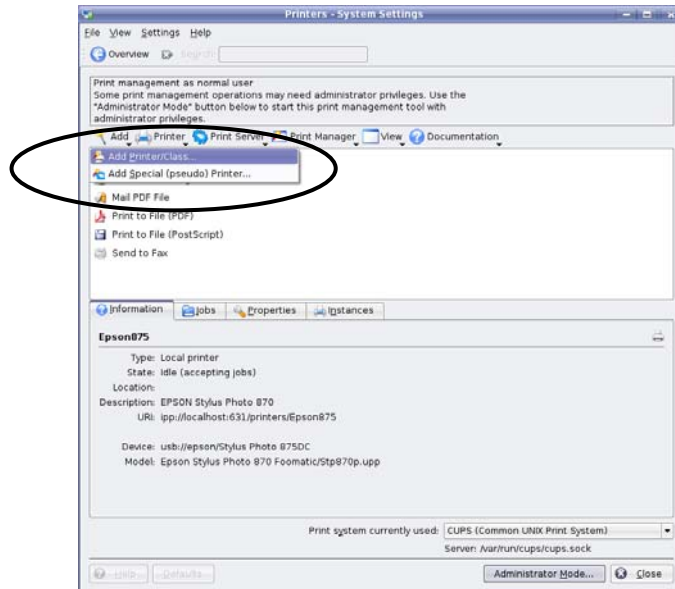 Printers - System Settings
File View Settings Help
Overview Search:
Print management as normal user
Some print management operations may need administrator privileges. Use the
"Administrator Mode" button below to start this print management tool with
administrator privileges.
Add Printer Print Server Print Manager View Documentation
Add Printer/Class...
Add Special (pseudo) Printer...
Mail PDF File
Print to File (PDF)
Print to File (PostScript)
Send to Fax
Information Jobs Properties Instances
Epson875
Type: Local printer
State: Idle (accepting jobs)
Location:
Description: EPSON Stylus Photo 870
URI: ipp://localhost:631/printers/Epson875
Device: usb://epson/Stylus Photo 875DC
Model: Epson Stylus Photo 870 Foomatic/Stp870p.upp
Print system currently used: CUPS (Common UNIX Print System)
Server: /var/run/cups/cups.sock
Help Defaults Administrator Mode... Close